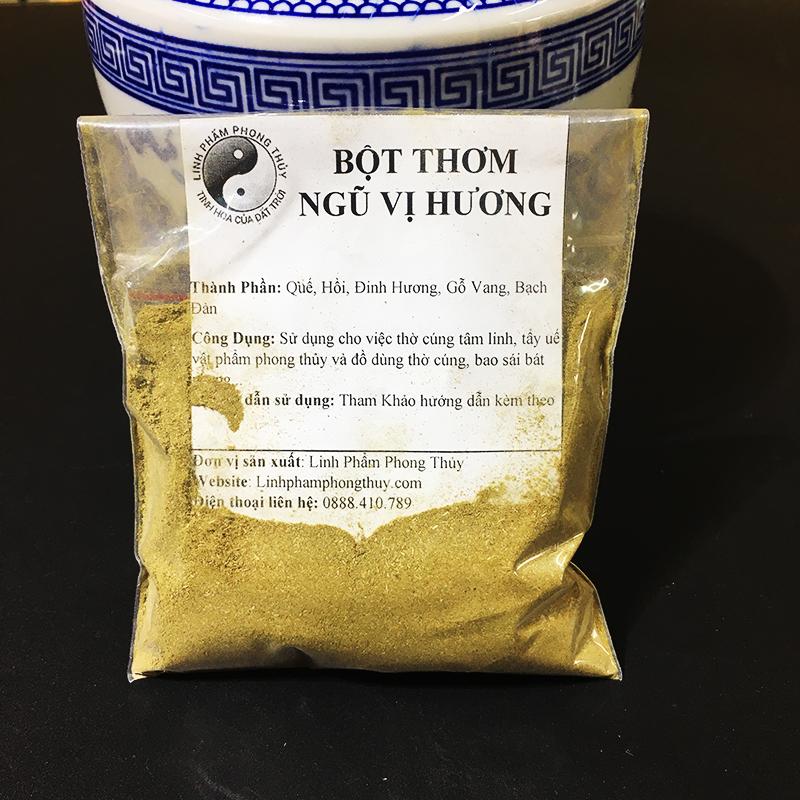 LINH PHẨM PHONG THỦY
TINH HOA CỦA ĐẤT TRỜI
BỘT THƠM
NGŨ VỊ HƯƠNG
Thành Phần: Quế, Hồi, Đinh Hương, Gỗ Vang, Bạch
Đàn
Công Dụng: Sử dụng cho việc thờ cúng tâm linh, tẩy uế
vật phẩm phong thủy và đồ dùng thờ cúng, bao sái bát
dẫn sử dụng: Tham Khảo hướng dẫn kèm theo
Đơn vị sản xuất: Linh Phẩm Phong Thủy
Website: Linhphamphongthuy.com
Điện thoại liên hệ: 0888.410.789